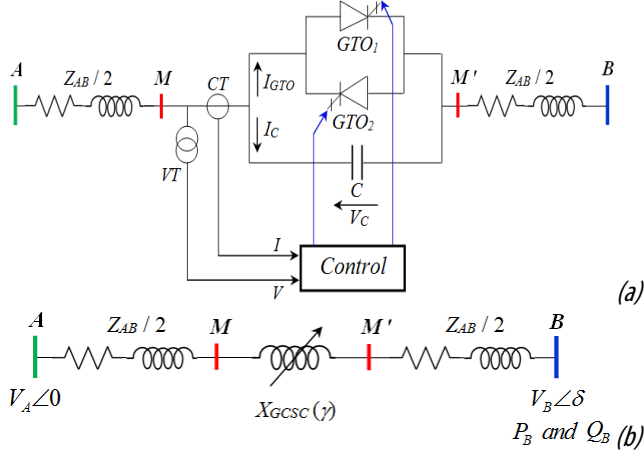 GTO1
A
ZAB / 2
M
CT
IGTO
M'
ZAB / 2
B
GTO2
IC
VT
C
VC
I
Control
V
(a)
A
ZAB / 2
M
M'
ZAB / 2
B
VA∠0
XGCSC (γ)
VB∠δ
PB and QB
(b)